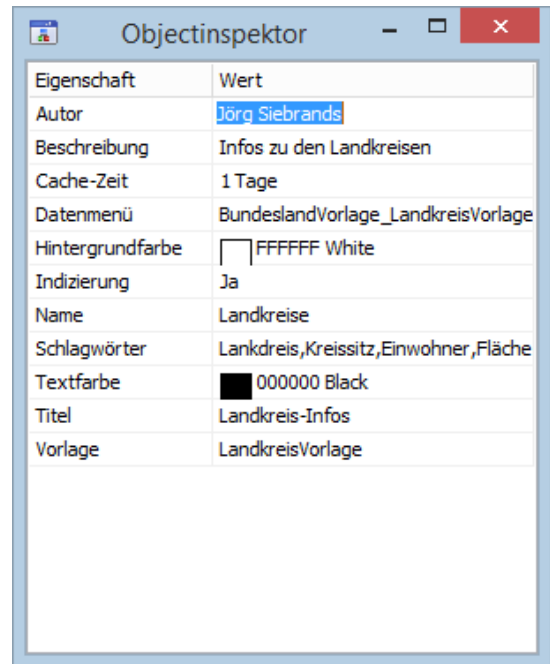 Objectinspektor
Eigenschaft Wert
Autor Jörg Siebrands
Beschreibung Infos zu den Landkreisen
Cache-Zeit 1 Tage
Datenmenü BundeslandVorlage_LandkreisVorlage
Hintergrundfarbe FFFFFF White
Indizierung Ja
Name Landkreise
Schlagwörter Lankdreis,Kreissitz,Einwohner,Fläche
Textfarbe 000000 Black
Titel Landkreis-Infos
Vorlage LandkreisVorlage